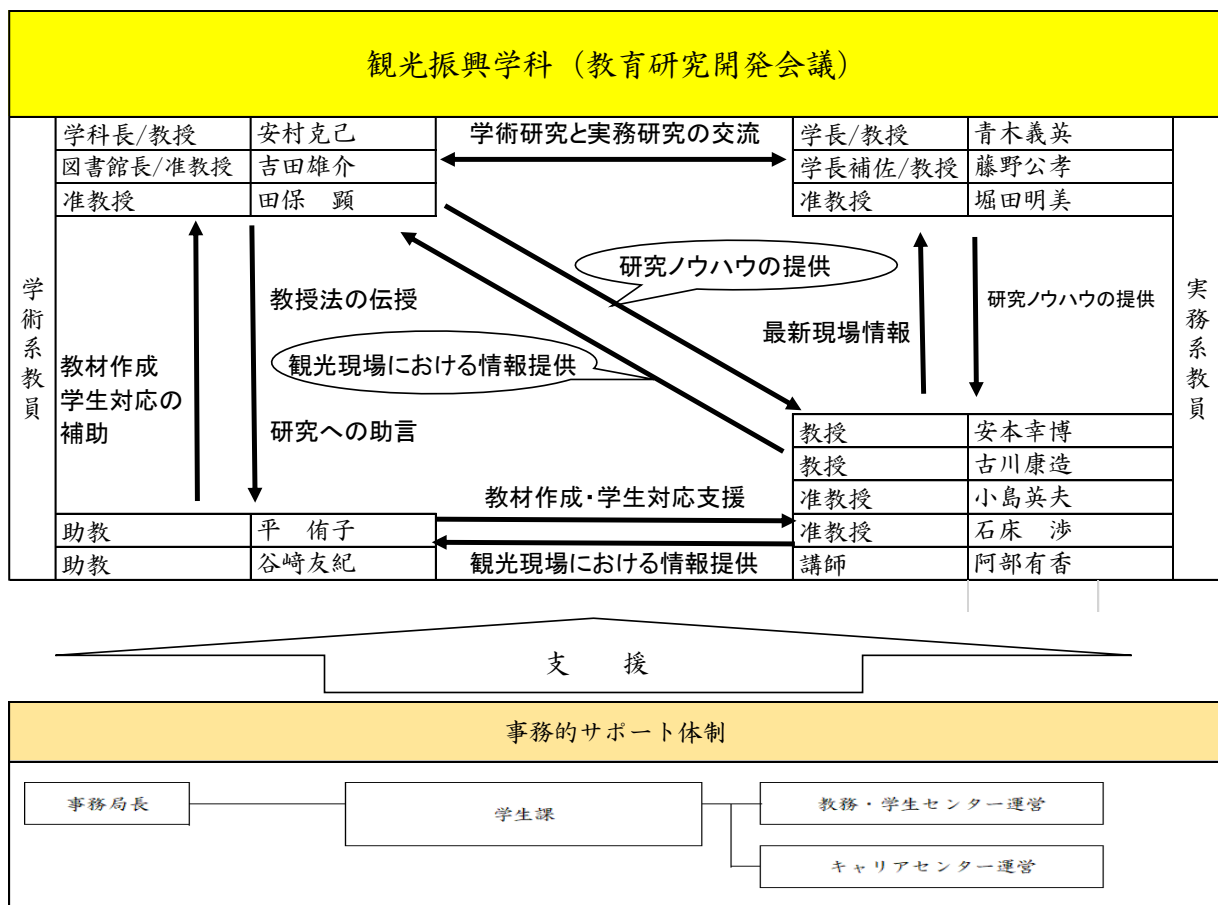 観光振興学科（教育研究開発会議）
学科長/教授 安村克己 学術研究と実務研究の交流 学長/教授 青木義英
図書館長/准教授 吉田雄介 学長補佐/教授 藤野公孝
准教授 田保 顕 准教授 堀田明美
学術系教員
実務系教員
研究ノウハウの提供
教授法の伝授
研究ノウハウの提供
最新現場情報
観光現場における情報提供
教材作成
学生対応の
補助
研究への助言
教授 安本幸博
教授 古川康造
准教授 小島英夫
教材作成・学生対応支援
助教 平 侑子 准教授 石床 渉
助教 谷﨑友紀 観光現場における情報提供 講師 阿部有香
支 援
事務的サポート体制
事務局長 学生課 教務・学生センター運営
キャリアセンター運営